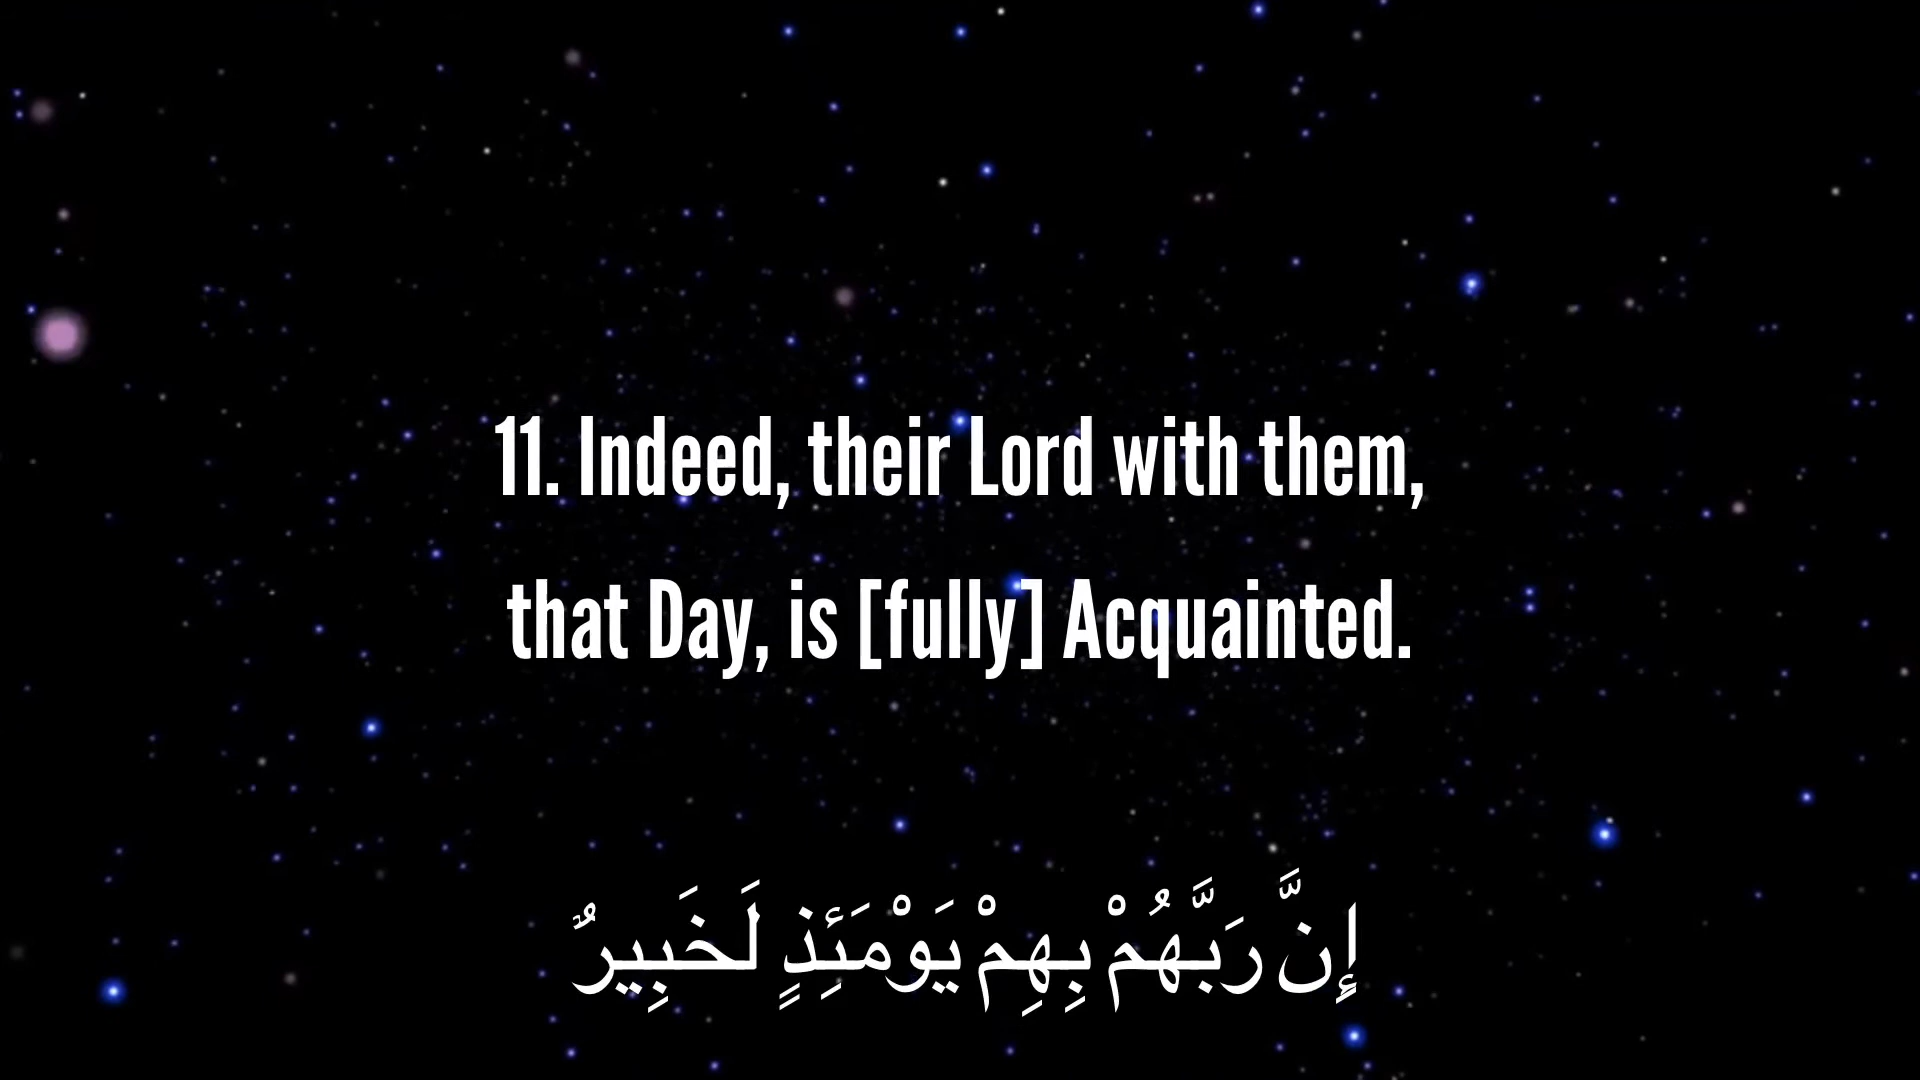 11. Indeed, their Lord with them,
that Day, is [fully] Acquainted.
إِنَّ رَبَّهُمْ بِهِمْ يَوْمَئِذٍ لَخَبِيرٌ